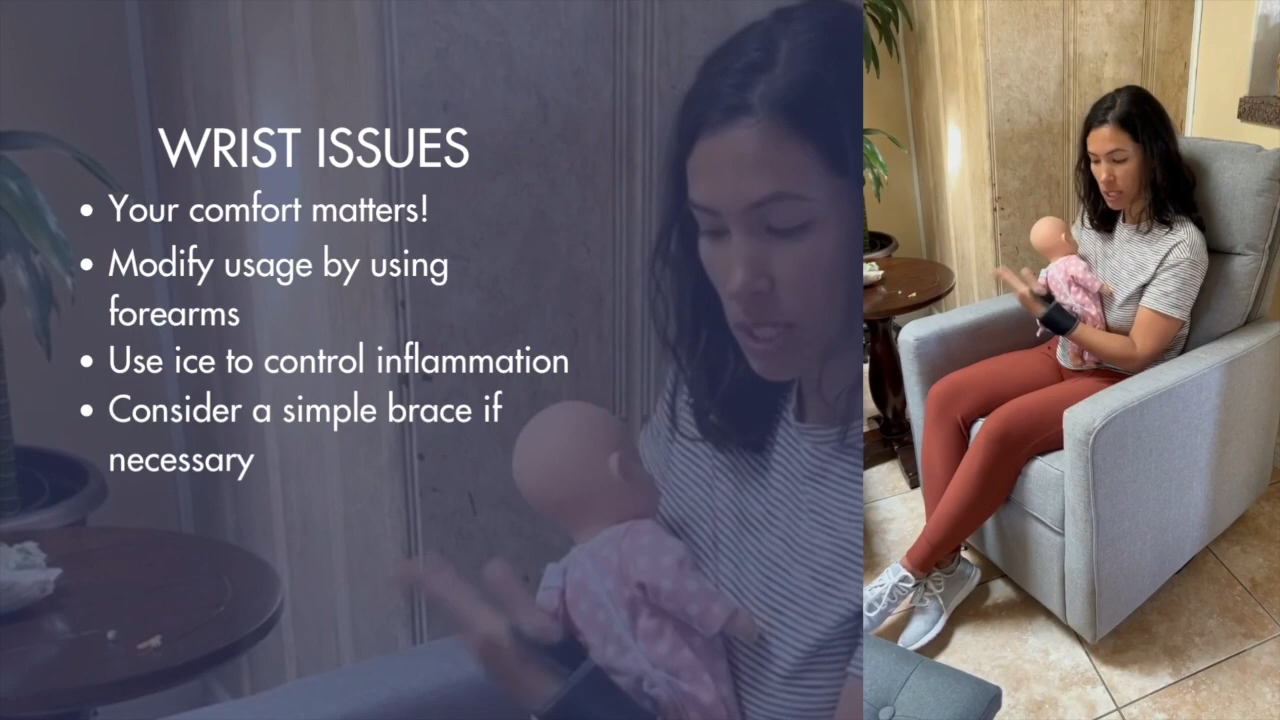 WRIST ISSUES
• Your comfort matters!
• Modify usage by using
forearms
• Use ice to control inflammation
• Consider a simple brace if
necessary